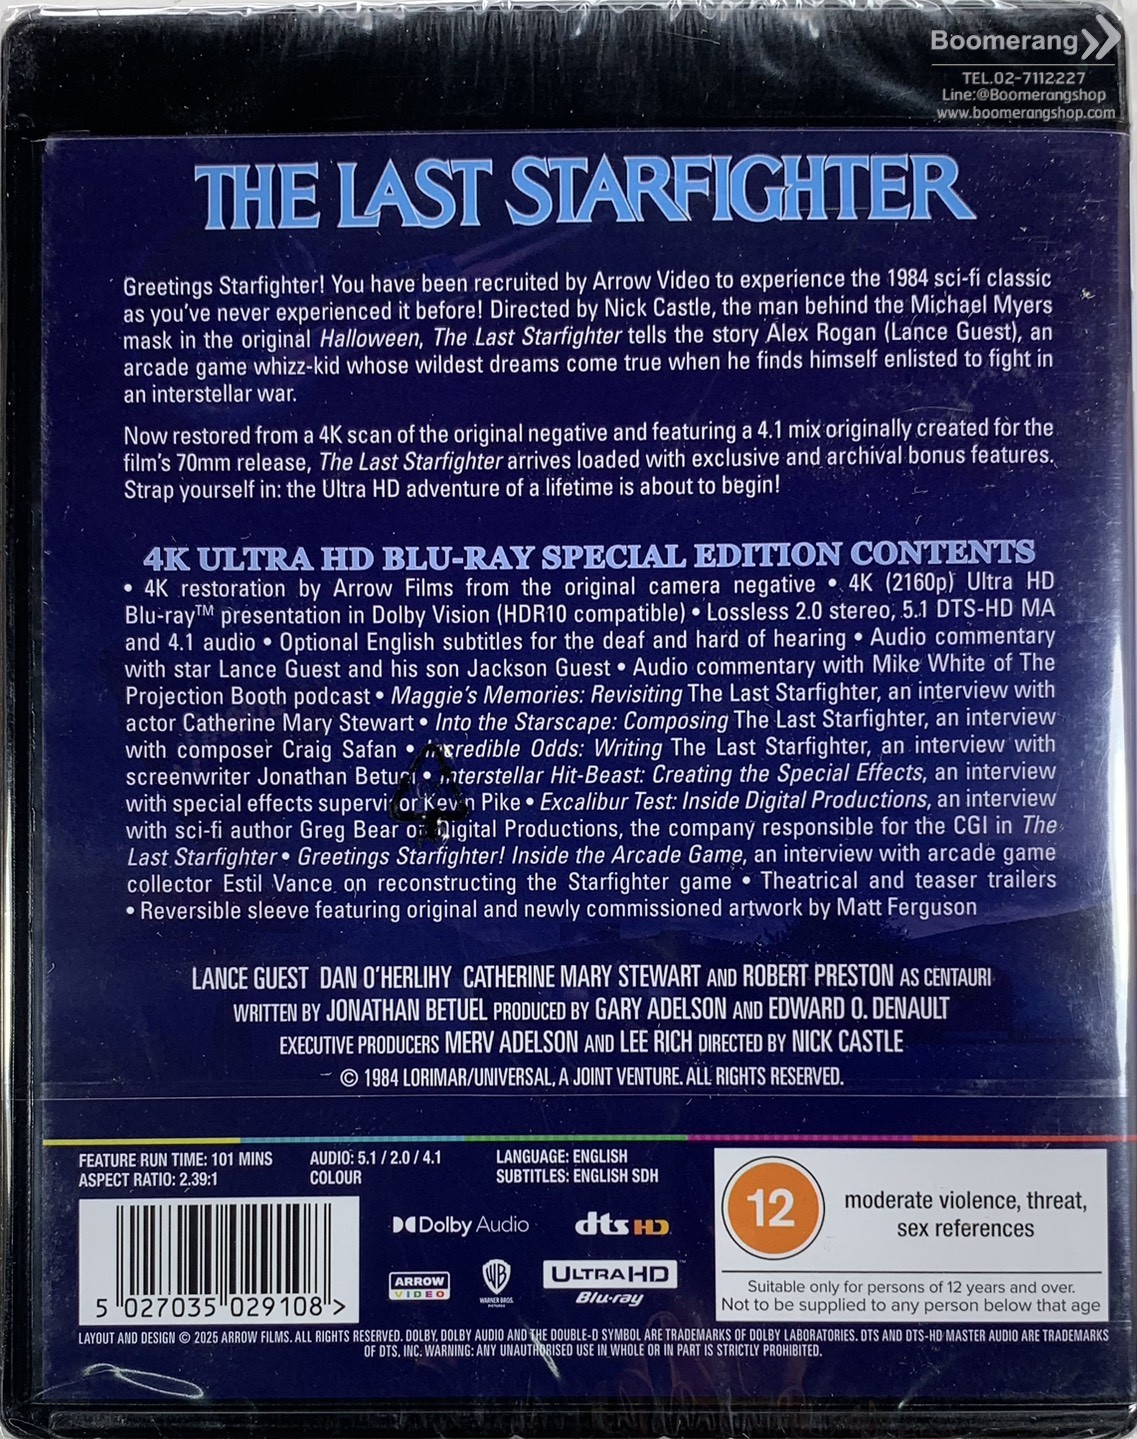 Boomerang
TEL.02-7112227
Line:@Boomerangshop
www.boomerangshop.com
THE LAST STARFIGHTER
Greetings Starfighter! You have been recruited by Arrow Video to experience the 1984 sci-fi classic
as you've never experienced it before! Directed by Nick Castle, the man behind the Michael Myers
mask in the original Halloween, The Last Starfighter tells the story Alex Rogan (Lance Guest), an
arcade game whizz-kid whose wildest dreams come true when he finds himself enlisted to fight in
an interstellar war.
Now restored from a 4K scan of the original negative and featuring a 4.1 mix originally created for the
film's 70mm release, The Last Starfighter arrives loaded with exclusive and archival bonus features.
Strap yourself in: the Ultra HD adventure of a lifetime is about to begin!
4K ULTRA HD BLU-RAY SPECIAL EDITION CONTENTS
• 4K restoration by Arrow Films from the original camera negative • 4K (2160p) Ultra HD
Blu-ray™ presentation in Dolby Vision (HDR10 compatible) • Lossless 2.0 stereo, 5.1 DTS-HD MA
and 4.1 audio • Optional English subtitles for the deaf and hard of hearing • Audio commentary
with star Lance Guest and his son Jackson Guest • Audio commentary with Mike White of The
Projection Booth podcast • Maggie's Memories: Revisiting The Last Starfighter, an interview with
actor Catherine Mary Stewart • Into the Starscape: Composing The Last Starfighter, an interview
with composer Craig Safan • Incredible Odds: Writing The Last Starfighter, an interview with
screenwriter Jonathan Betuel • Interstellar Hit-Beast: Creating the Special Effects, an interview
with special effects supervisor Kevin Pike • Excalibur Test: Inside Digital Productions, an interview
with sci-fi author Greg Bear on Digital Productions, the company responsible for the CGI in The
Last Starfighter • Greetings Starfighter! Inside the Arcade Game, an interview with arcade game
collector Estil Vance on reconstructing the Starfighter game • Theatrical and teaser trailers
• Reversible sleeve featuring original and newly commissioned artwork by Matt Ferguson
LANCE GUEST DAN O'HERLIHY CATHERINE MARY STEWART AND ROBERT PRESTON AS CENTAURI
WRITTEN BY JONATHAN BETUEL PRODUCED BY GARY ADELSON AND EDWARD O. DENAULT
EXECUTIVE PRODUCERS MERV ADELSON AND LEE RICH DIRECTED BY NICK CASTLE
© 1984 LORIMAR/UNIVERSAL, A JOINT VENTURE. ALL RIGHTS RESERVED.
FEATURE RUN TIME: 101 MINS
ASPECT RATIO: 2.39:1
AUDIO: 5.1 / 2.0 / 4.1
COLOUR
LANGUAGE: ENGLISH
SUBTITLES: ENGLISH SDH
12
moderate violence, threat,
sex references
Suitable only for persons of 12 years and over.
Not to be supplied to any person below that age
Dolby Audio
dts HD
ARROW
VIDEO
WB
WARNER BROS.
PICTURES
ULTRA HD
Blu-ray
5 027035 029108 >
LAYOUT AND DESIGN © 2025 ARROW FILMS. ALL RIGHTS RESERVED. DOLBY, DOLBY AUDIO AND THE DOUBLE-D SYMBOL ARE TRADEMARKS OF DOLBY LABORATORIES. DTS AND DTS-HD MASTER AUDIO ARE TRADEMARKS
OF DTS, INC. WARNING: ANY UNAUTHORISED USE IN WHOLE OR IN PART IS STRICTLY PROHIBITED.